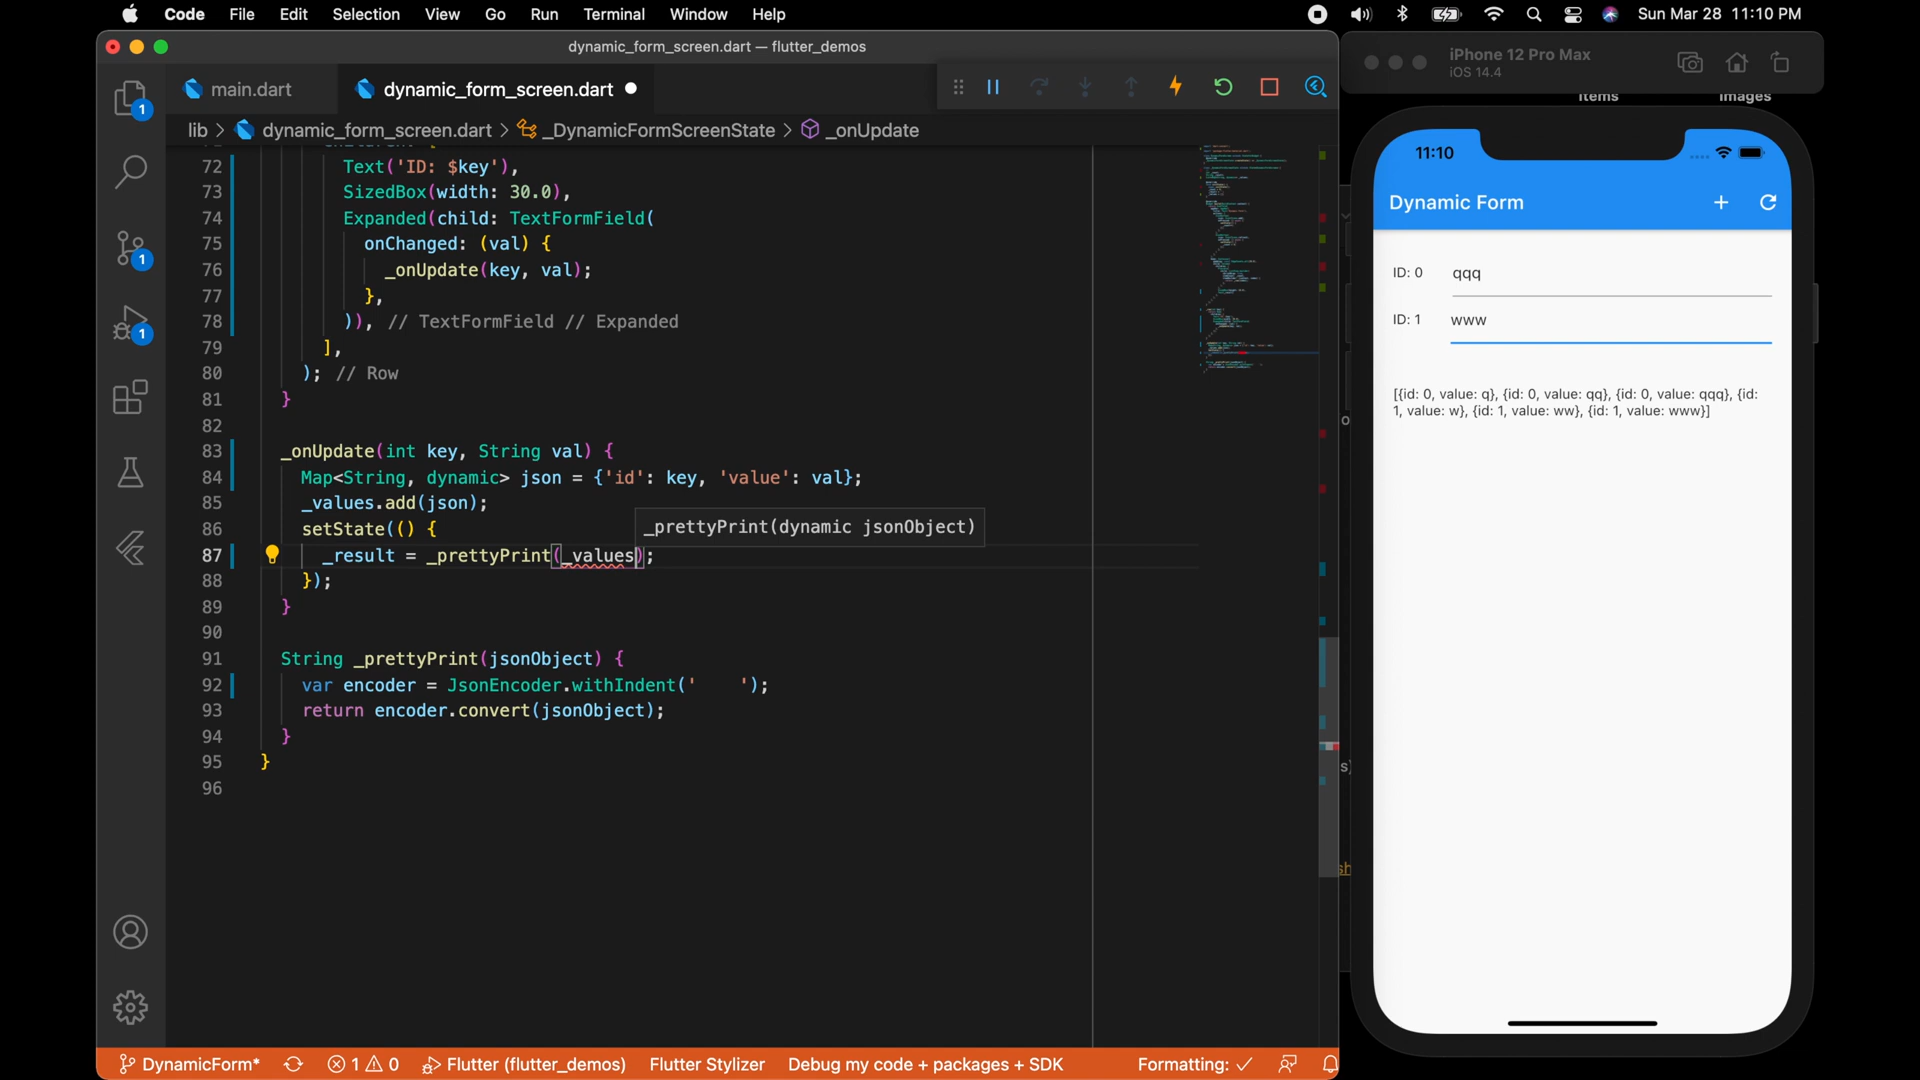 Code File Edit Selection View Go Run Terminal Window Help Sun Mar 28 11:10 PM
dynamic_form_screen.dart — flutter_demos
iPhone 12 Pro Max
iOS 14.4
main.dart
dynamic_form_screen.dart
Items Images
lib > dynamic_form_screen.dart > _DynamicFormScreenState > _onUpdate
72 Text('ID: $key'),
73 SizedBox(width: 30.0),
74 Expanded(child: TextFormField(
75 onChanged: (val) {
76 _onUpdate(key, val);
77 },
78 )), // TextFormField // Expanded
79 ],
80 ); // Row
81 }
82
83 _onUpdate(int key, String val) {
84 Map<String, dynamic> json = {'id': key, 'value': val};
85 _values.add(json);
86 setState(() {
_prettyPrint(dynamic jsonObject)
87 _result = _prettyPrint(_values);
88 });
89 }
90
91 String _prettyPrint(jsonObject) {
92 var encoder = JsonEncoder.withIndent('    ');
93 return encoder.convert(jsonObject);
94 }
95 }
96
1
1
1
11:10
Dynamic Form
ID: 0 qqq
ID: 1 www
[{id: 0, value: q}, {id: 0, value: qq}, {id: 0, value: qqq}, {id:
1, value: w}, {id: 1, value: ww}, {id: 1, value: www}]
DynamicForm* 1 0 Flutter (flutter_demos) Flutter Stylizer Debug my code + packages + SDK Formatting: ✓